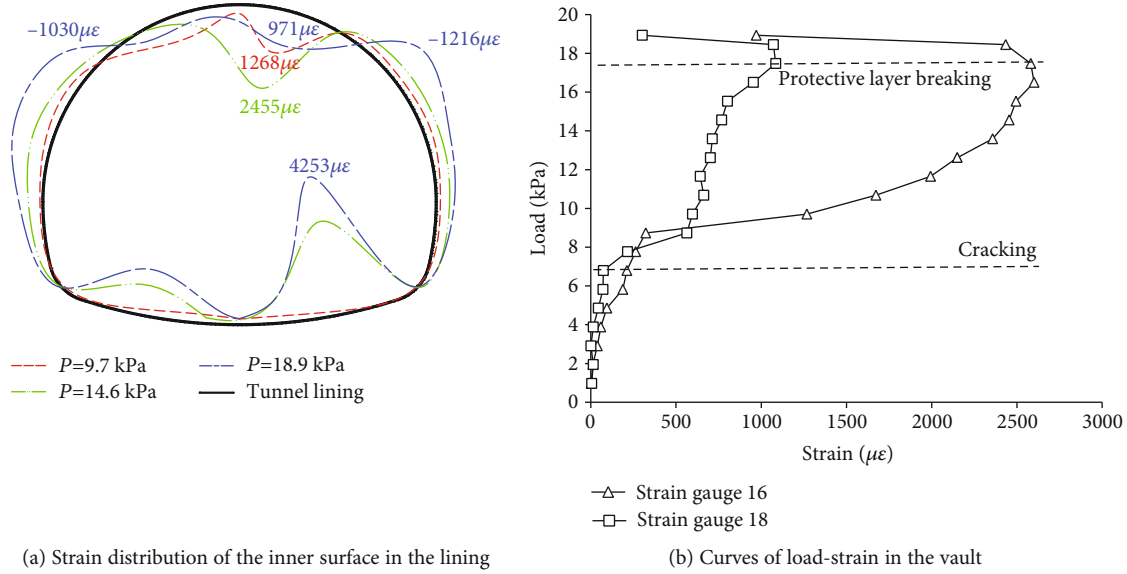 −1030με
971με
−1216με
1268με
2455με
4253με
P=9.7 kPa
P=18.9 kPa
P=14.6 kPa
Tunnel lining
(a) Strain distribution of the inner surface in the lining
20
18
16
14
12
10
8
6
4
2
0
Load (kPa)
Protective layer breaking
Cracking
0 500 1000 1500 2000 2500 3000
Strain (με)
Strain gauge 16
Strain gauge 18
(b) Curves of load-strain in the vault